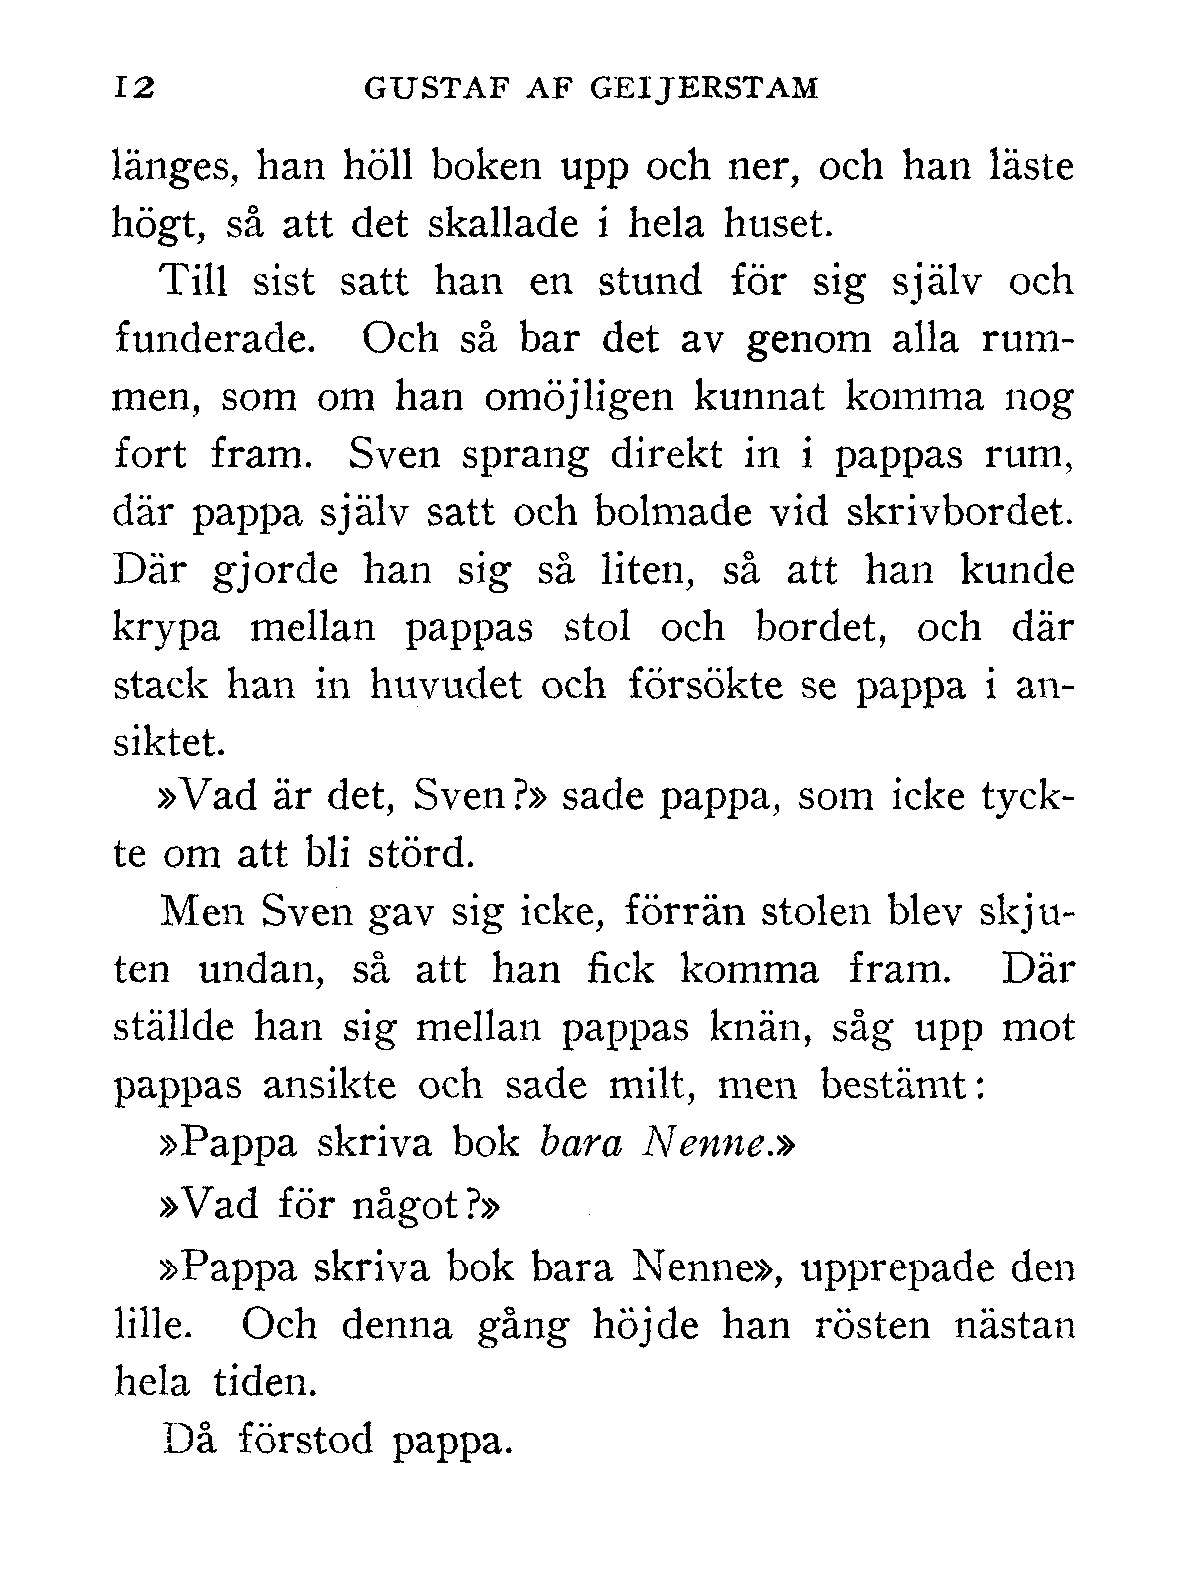 12 GUSTAF AF GEIJERSTAM
länges, han höll boken upp och ner, och han läste
högt, så att det skallade i hela huset.
Till sist satt han en stund för sig själv och
funderade. Och så bar det av genom alla rum-
men, som om han omöjligen kunnat komma nog
fort fram. Sven sprang direkt in i pappas rum,
där pappa själv satt och bolmade vid skrivbordet.
Där gjorde han sig så liten, så att han kunde
krypa mellan pappas stol och bordet, och där
stack han in huvudet och försökte se pappa i an-
siktet.
»Vad är det, Sven?» sade pappa, som icke tyck-
te om att bli störd.
Men Sven gav sig icke, förrän stolen blev skju-
ten undan, så att han fick komma fram. Där
ställde han sig mellan pappas knän, såg upp mot
pappas ansikte och sade milt, men bestämt:
»Pappa skriva bok bara Nenne.»
»Vad för något?»
»Pappa skriva bok bara Nenne», upprepade den
lille. Och denna gång höjde han rösten nästan
hela tiden.
Då förstod pappa.